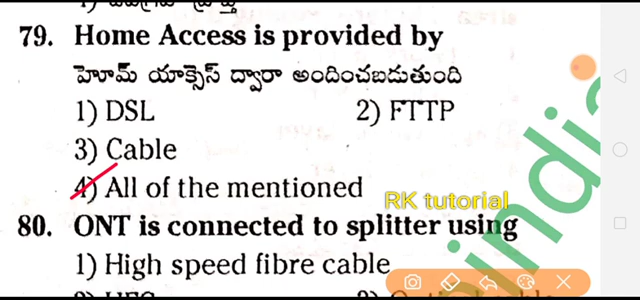 79. Home Access is provided by
హోమ్ యాక్సెస్ ద్వారా అందించబడుతుంది
1) DSL 2) FTTP
3) Cable
4) All of the mentioned
RK tutorial
80. ONT is connected to splitter using
1) High speed fibre cable